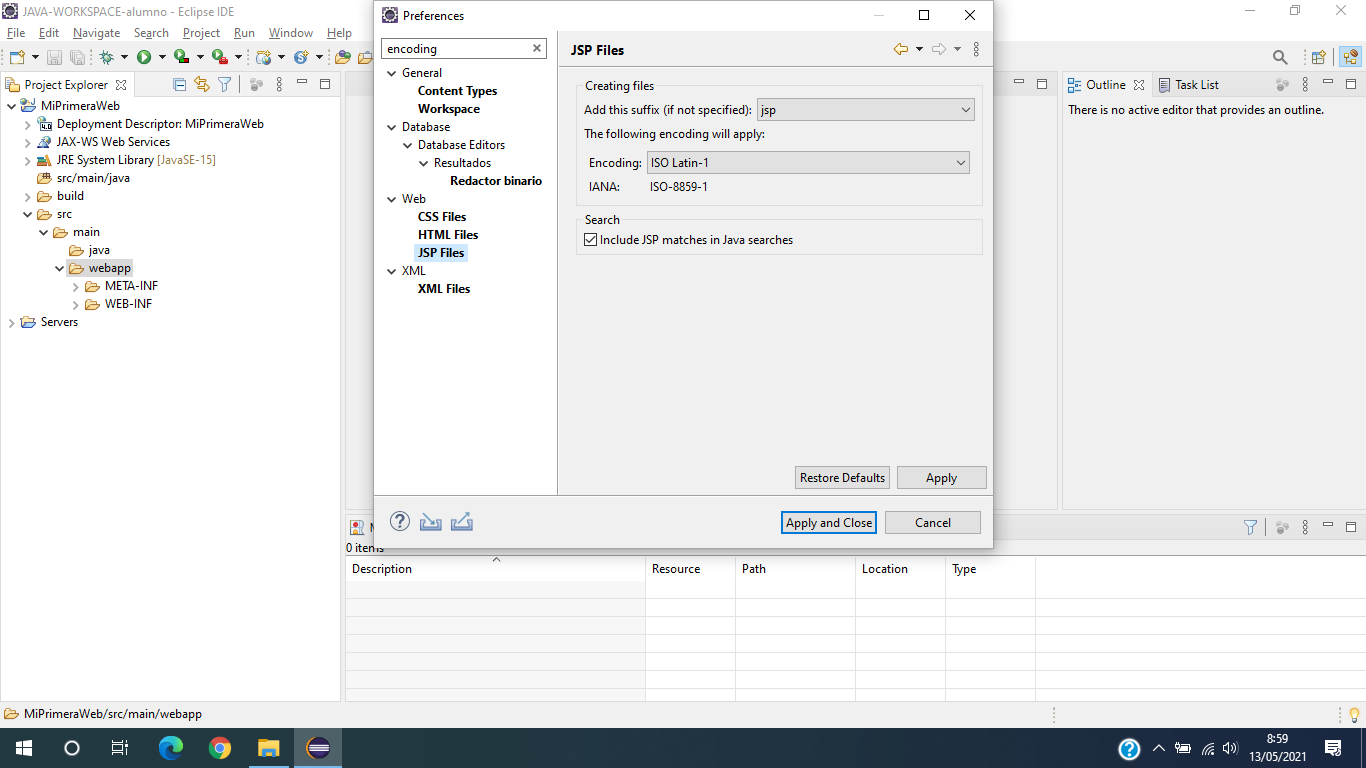 JAVA-WORKSPACE-alumno - Eclipse IDE
File Edit Navigate Search Project Run Window Help
Project Explorer
MiPrimeraWeb
Deployment Descriptor: MiPrimeraWeb
JAX-WS Web Services
JRE System Library [JavaSE-15]
src/main/java
build
src
main
java
webapp
META-INF
WEB-INF
Servers
Preferences
encoding
General
Content Types
Workspace
Database
Database Editors
Resultados
Redactor binario
Web
CSS Files
HTML Files
JSP Files
XML
XML Files
JSP Files
Creating files
Add this suffix (if not specified): jsp
The following encoding will apply:
Encoding: ISO Latin-1
IANA: ISO-8859-1
Search
Include JSP matches in Java searches
Restore Defaults Apply
Apply and Close Cancel
Outline Task List
There is no active editor that provides an outline.
0 items
Description Resource Path Location Type
MiPrimeraWeb/src/main/webapp
8:59
13/05/2021